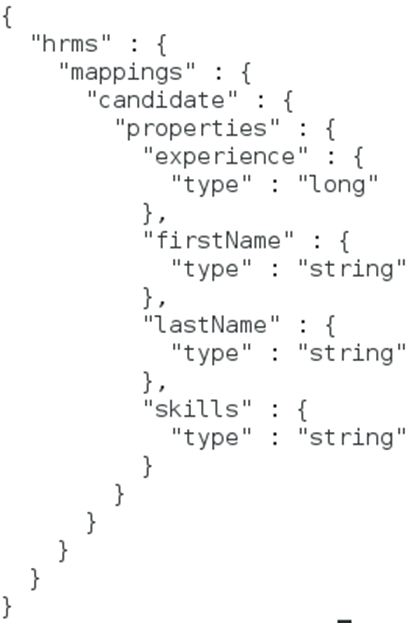 {
  "hrms" : {
    "mappings" : {
      "candidate" : {
        "properties" : {
          "experience" : {
            "type" : "long"
          },
          "firstName" : {
            "type" : "string"
          },
          "lastName" : {
            "type" : "string"
          },
          "skills" : {
            "type" : "string"
          }
        }
      }
    }
  }
}